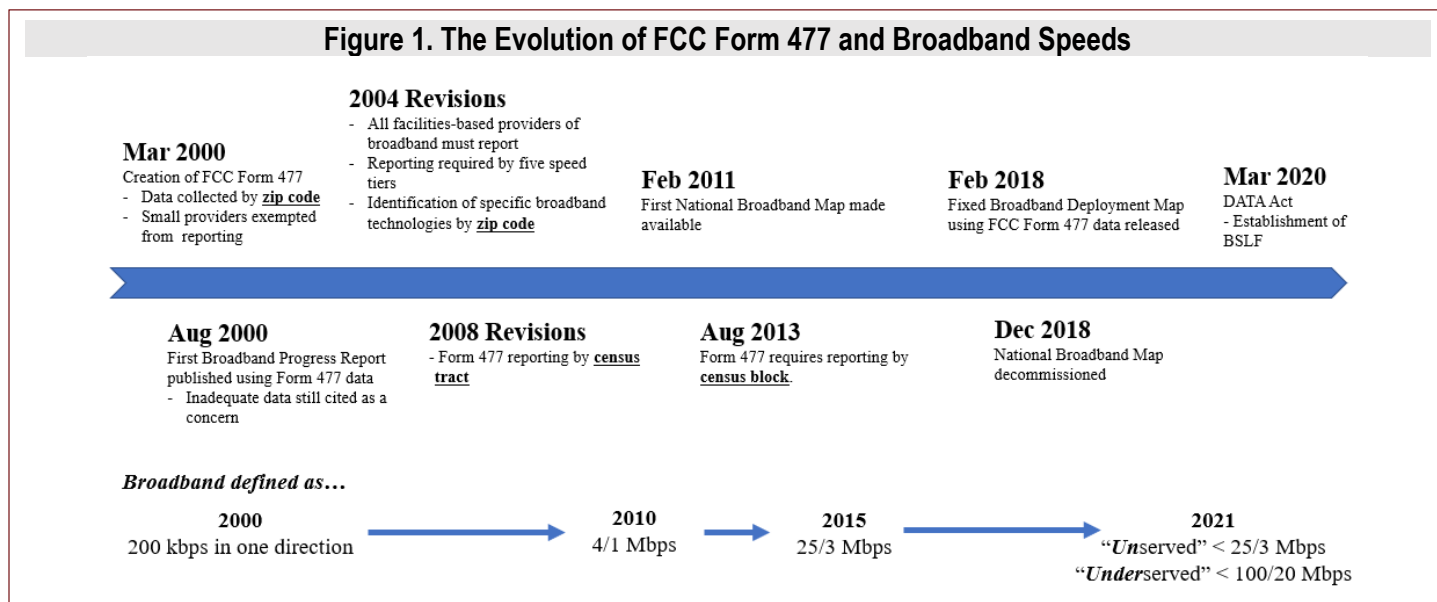 Figure 1. The Evolution of FCC Form 477 and Broadband Speeds
Mar 2000
Creation of FCC Form 477
- Data collected by zip code
- Small providers exempted
from reporting
2004 Revisions
- All facilities-based providers of
broadband must report
- Reporting required by five speed
tiers
- Identification of specific broadband
technologies by zip code
Feb 2011
First National Broadband Map made
available
Feb 2018
Fixed Broadband Deployment Map
using FCC Form 477 data released
Mar 2020
DATA Act
- Establishment of
BSLF
Aug 2000
First Broadband Progress Report
published using Form 477 data
- Inadequate data still cited as a
concern
2008 Revisions
- Form 477 reporting by census
tract
Aug 2013
Form 477 requires reporting by
census block.
Dec 2018
National Broadband Map
decommissioned
Broadband defined as…
2000
200 kbps in one direction
2010
4/1 Mbps
2015
25/3 Mbps
2021
“Unserved” < 25/3 Mbps
“Underserved” < 100/20 Mbps